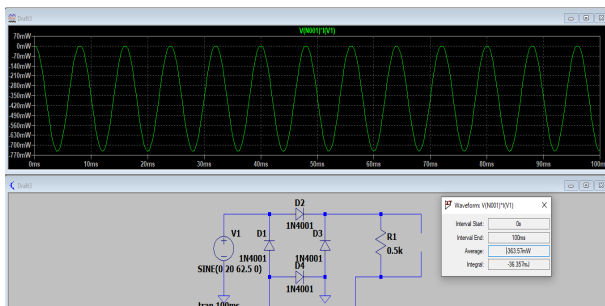 Draft3
V(N001)*I(V1)
70mW
0mW
-70mW
-140mW
-210mW
-280mW
-350mW
-420mW
-490mW
-560mW
-630mW
-700mW
-770mW
0ms 10ms 20ms 30ms 40ms 50ms 60ms 70ms 80ms 90ms 100ms
Draft3
D2
1N4001
V1
D1
D3
R1
0.5k
1N4001
1N4001
SINE(0 20 62.5 0)
D4
1N4001
.tran 100ms
Waveform: V(N001)*I(V1)
Interval Start: 0s
Interval End: 100ms
Average: -363.57mW
Integral: -36.357mJ